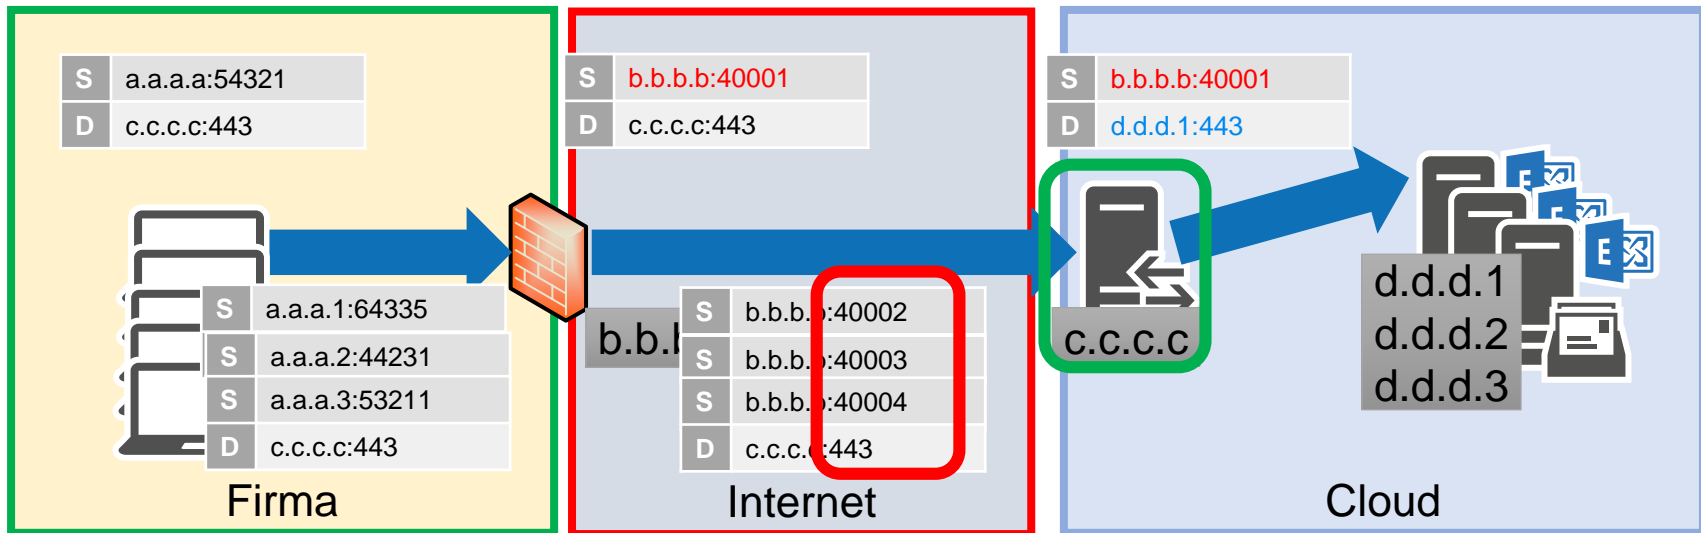 S a.a.a.a:54321
D c.c.c.c:443
S b.b.b.b:40001
D c.c.c.c:443
S b.b.b.b:40001
D d.d.d.1:443
S a.a.a.1:64335
S a.a.a.2:44231
S a.a.a.3:53211
D c.c.c.c:443
b.b.b
S b.b.b.b:40002
S b.b.b.b:40003
S b.b.b.b:40004
D c.c.c.c:443
c.c.c.c
E
E
E
d.d.d.1
d.d.d.2
d.d.d.3
Firma
Internet
Cloud